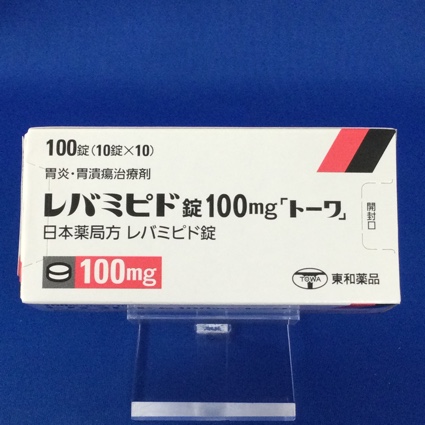 100錠(10錠×10)
胃炎・胃潰瘍治療剤
レバミピド錠100mg「トーワ」
日本薬局方 レバミピド錠
100mg
開封口
TOWA 東和薬品